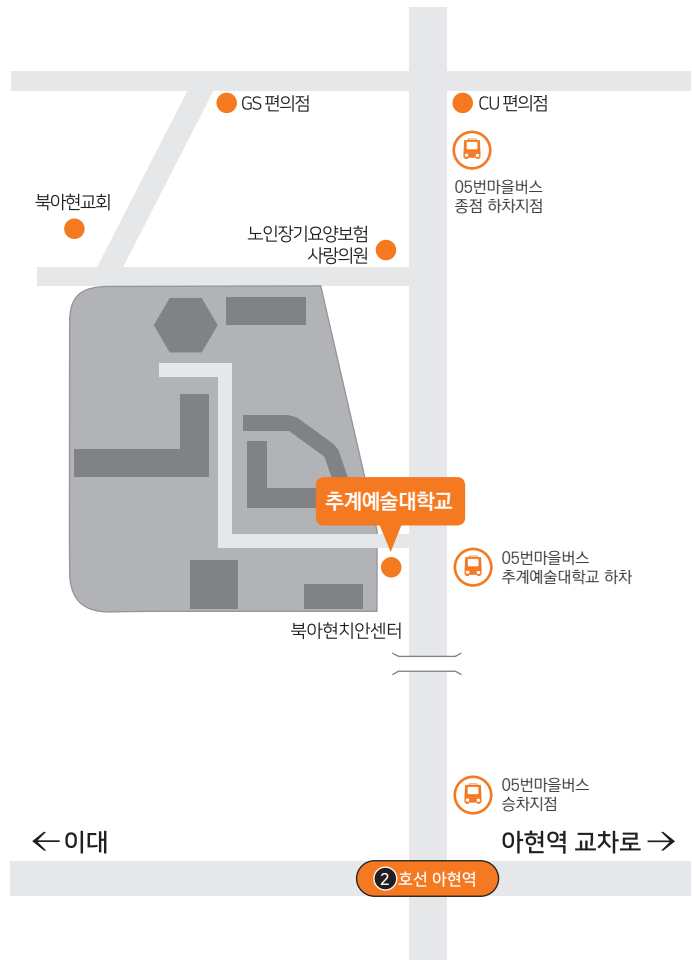 GS 편의점
CU 편의점
05번마을버스
종점 하차지점
북아현교회
노인장기요양보험
사랑의원
추계예술대학교
05번마을버스
추계예술대학교 하차
북아현치안센터
05번마을버스
승차지점
이대
아현역 교차로
2호선 아현역